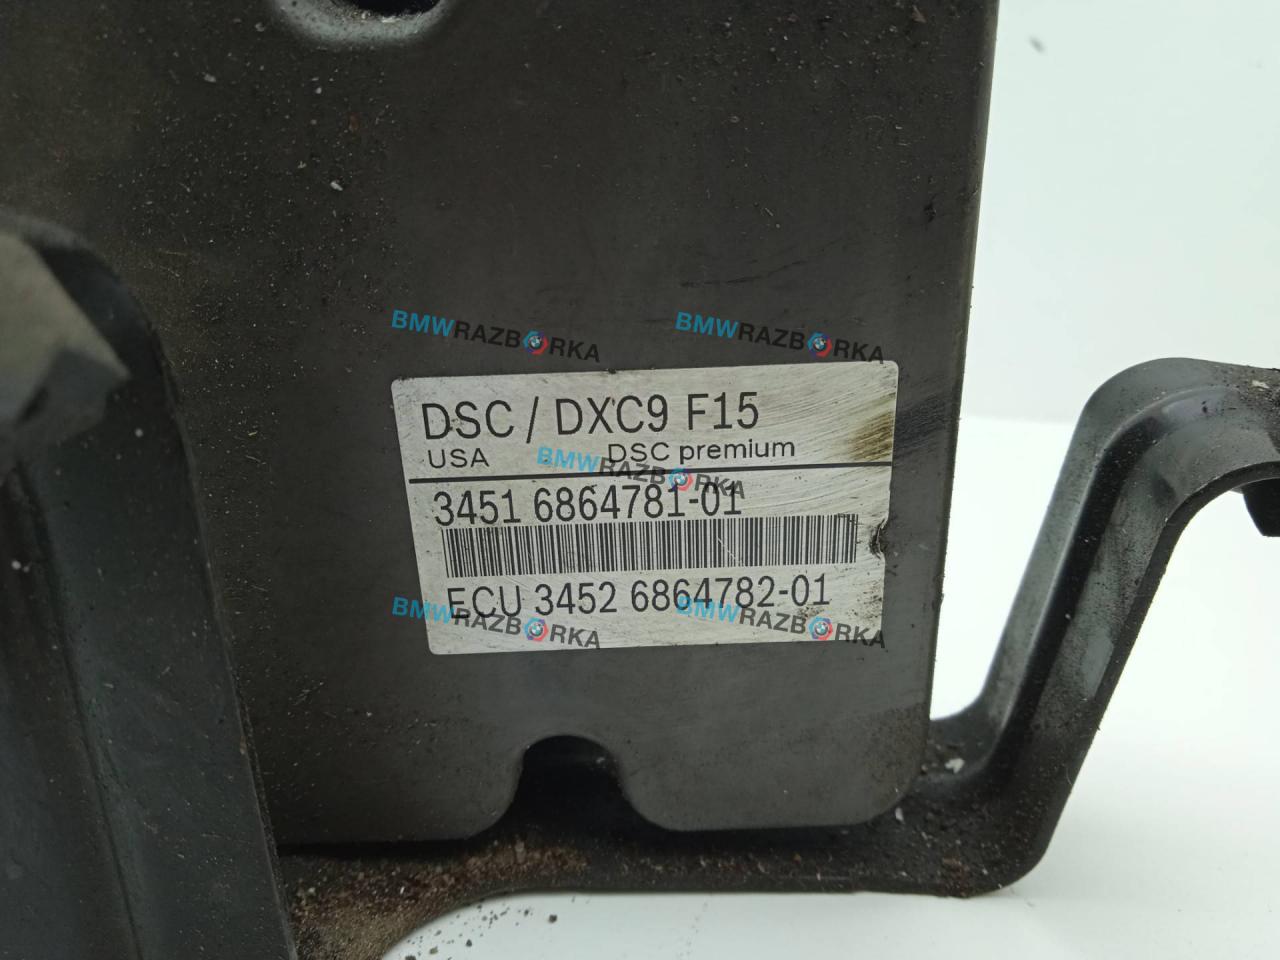 BMWRAZBORKA BMWRAZBORKA
DSC / DXC9 F15
USA DSC premium
BMWRAZBORKA
3451 6864781-01
ECU 3452 6864782-01
BMWRAZBORKA BMWRAZBORKA